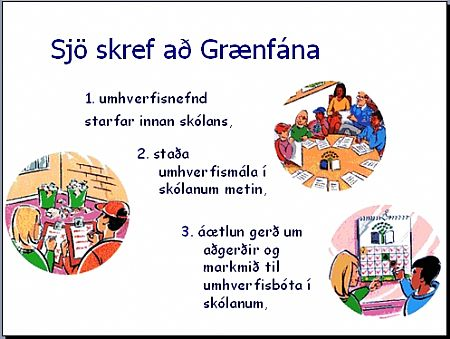 Sjö skref að Grænfána
1. umhverfisnefnd
starfar innan skólans,
2. staða
umhverfismála í
skólanum metin,
3. áætlun gerð um
aðgerðir og
markmið til
umhverfisbóta í
skólanum,